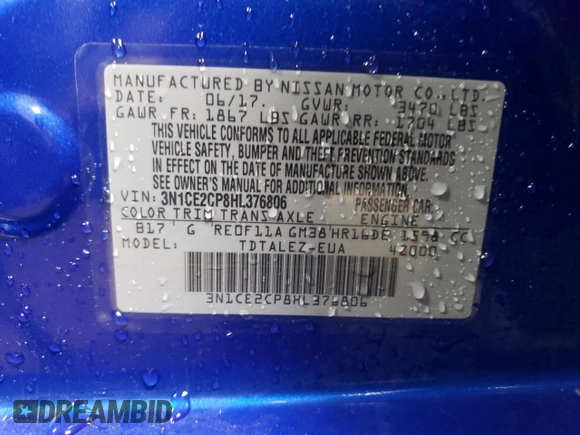 MANUFACTURED BY NISSAN MOTOR CO., LTD.
DATE: 06/17. GVWR: 3470 LBS
GAWR FR: 1867 LBS GAWR RR: 1704 LBS
THIS VEHICLE CONFORMS TO ALL APPLICABLE FEDERAL MOTOR
VEHICLE SAFETY, BUMPER AND THEFT PREVENTION STANDARDS
IN EFFECT ON THE DATE OF MANUFACTURE SHOWN ABOVE.
SEE OWNER'S MANUAL FOR ADDITIONAL INFORMATION.
VIN: 3N1CE2CP8HL376806 PASSENGER CAR
COLOR TRIM TRANS AXLE ENGINE
B17 G RE0F11A GM38 HR16DE 1598 CC
MODEL: TDTALEZ-EUA 42000
3N1CE2CP8HL376806
DREAMBID